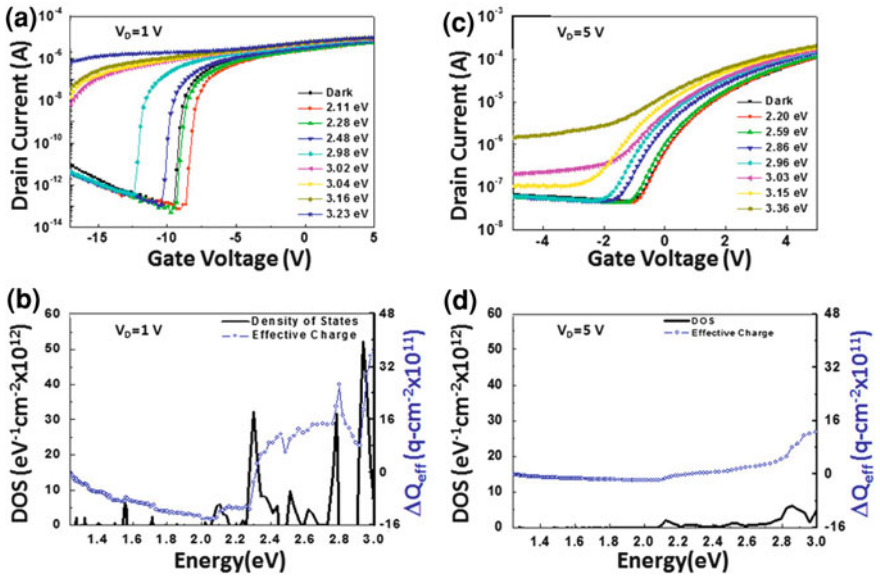 (a)
V_D=1 V
Drain Current (A)
10⁻⁴
10⁻⁶
10⁻⁸
10⁻¹⁰
10⁻¹²
10⁻¹⁴
Dark
2.11 eV
2.28 eV
2.48 eV
2.98 eV
3.02 eV
3.04 eV
3.16 eV
3.23 eV
-15 -10 -5 0 5
Gate Voltage (V)
(c)
V_D=5 V
Drain Current (A)
10⁻³
10⁻⁴
10⁻⁵
10⁻⁶
10⁻⁷
10⁻⁸
Dark
2.20 eV
2.59 eV
2.86 eV
2.96 eV
3.03 eV
3.15 eV
3.36 eV
-4 -2 0 2 4
Gate Voltage (V)
(b)
V_D=1 V
Density of States
Effective Charge
DOS (eV⁻¹cm⁻²x10¹²)
60
50
40
30
20
10
0
48
32
16
0
-16
ΔQ_eff (q-cm⁻²x10¹¹)
1.4 1.6 1.8 2.0 2.2 2.4 2.6 2.8 3.0
Energy(eV)
(d)
V_D=5 V
DOS
Effective Charge
DOS (eV⁻¹cm⁻²x10¹²)
60
50
40
30
20
10
0
48
32
16
0
-16
ΔQ_eff (q-cm⁻²x10¹¹)
1.4 1.6 1.8 2.0 2.2 2.4 2.6 2.8 3.0
Energy(eV)